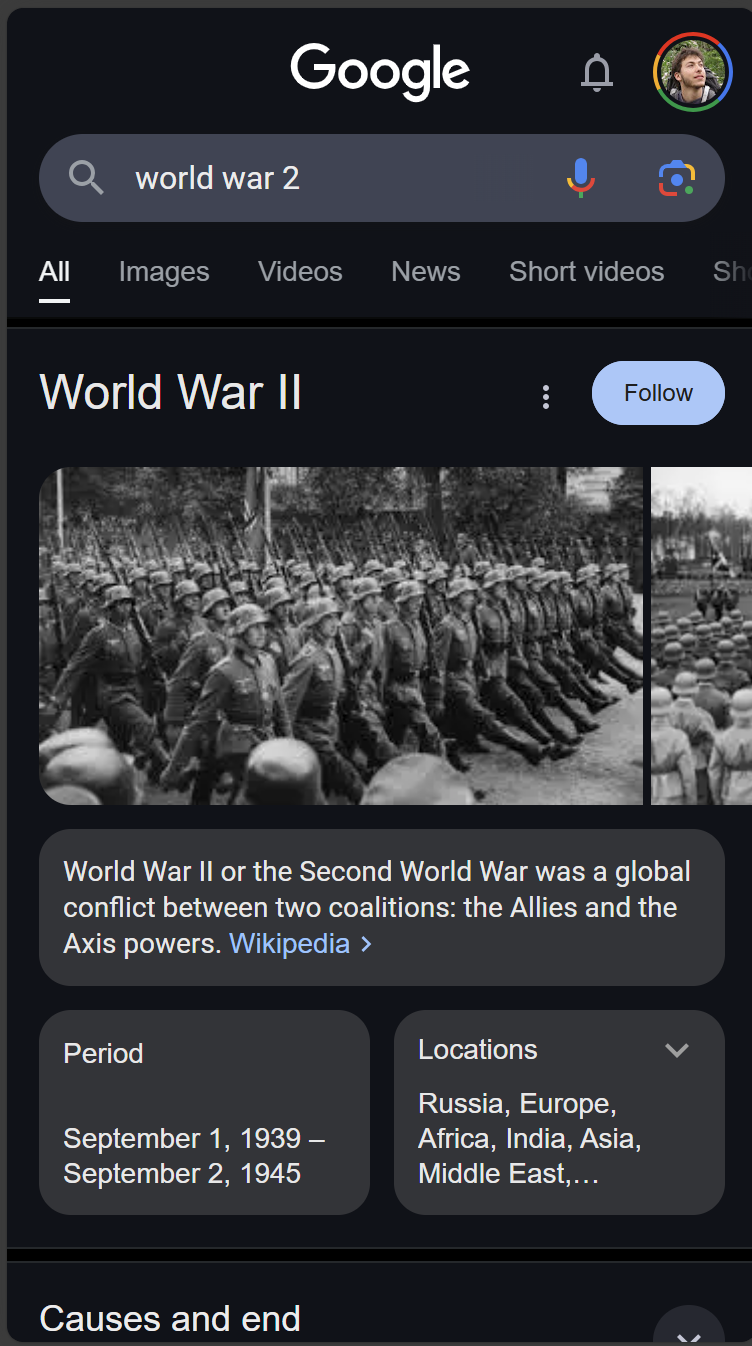 Google
world war 2
All Images Videos News Short videos
World War II
Follow
World War II or the Second World War was a global
conflict between two coalitions: the Allies and the
Axis powers. Wikipedia
Period
September 1, 1939 –
September 2, 1945
Locations
Russia, Europe,
Africa, India, Asia,
Middle East,…
Causes and end